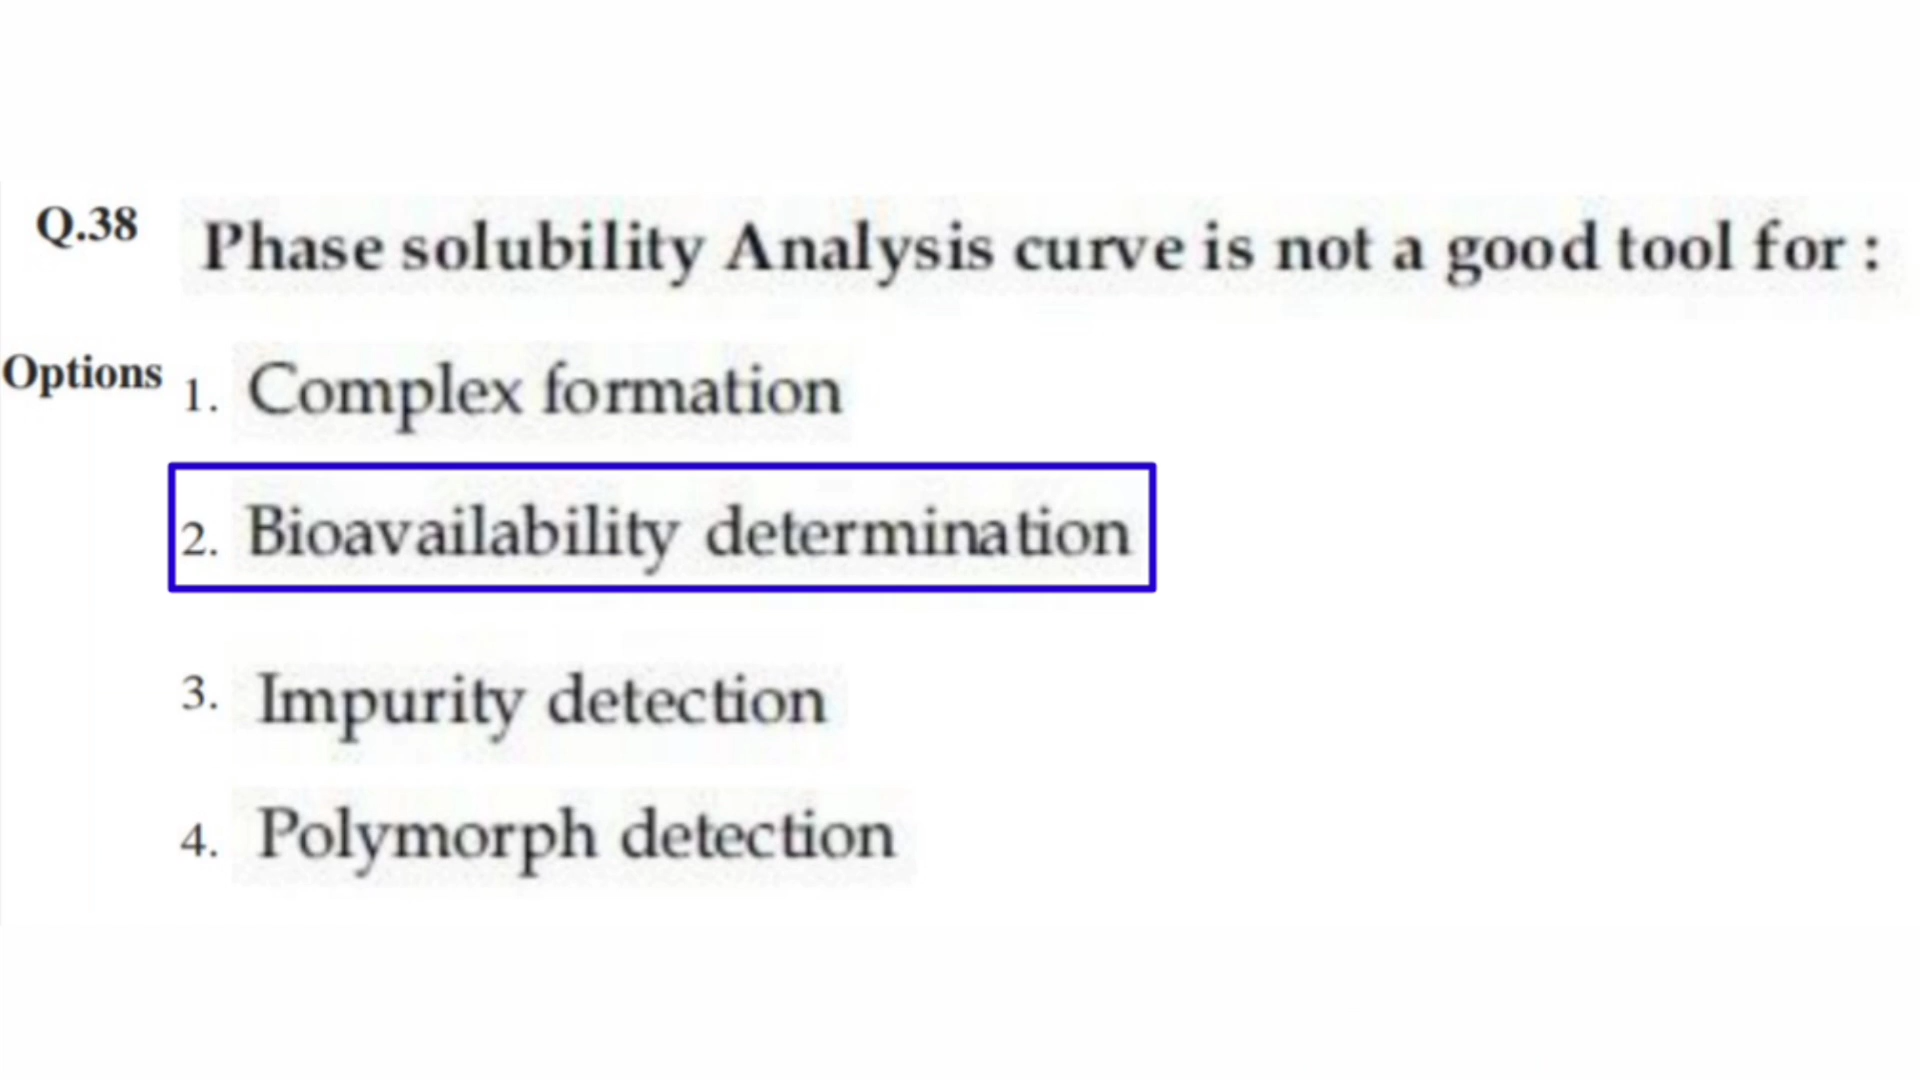 Q.38 Phase solubility Analysis curve is not a good tool for :
Options 1. Complex formation
2. Bioavailability determination
3. Impurity detection
4. Polymorph detection